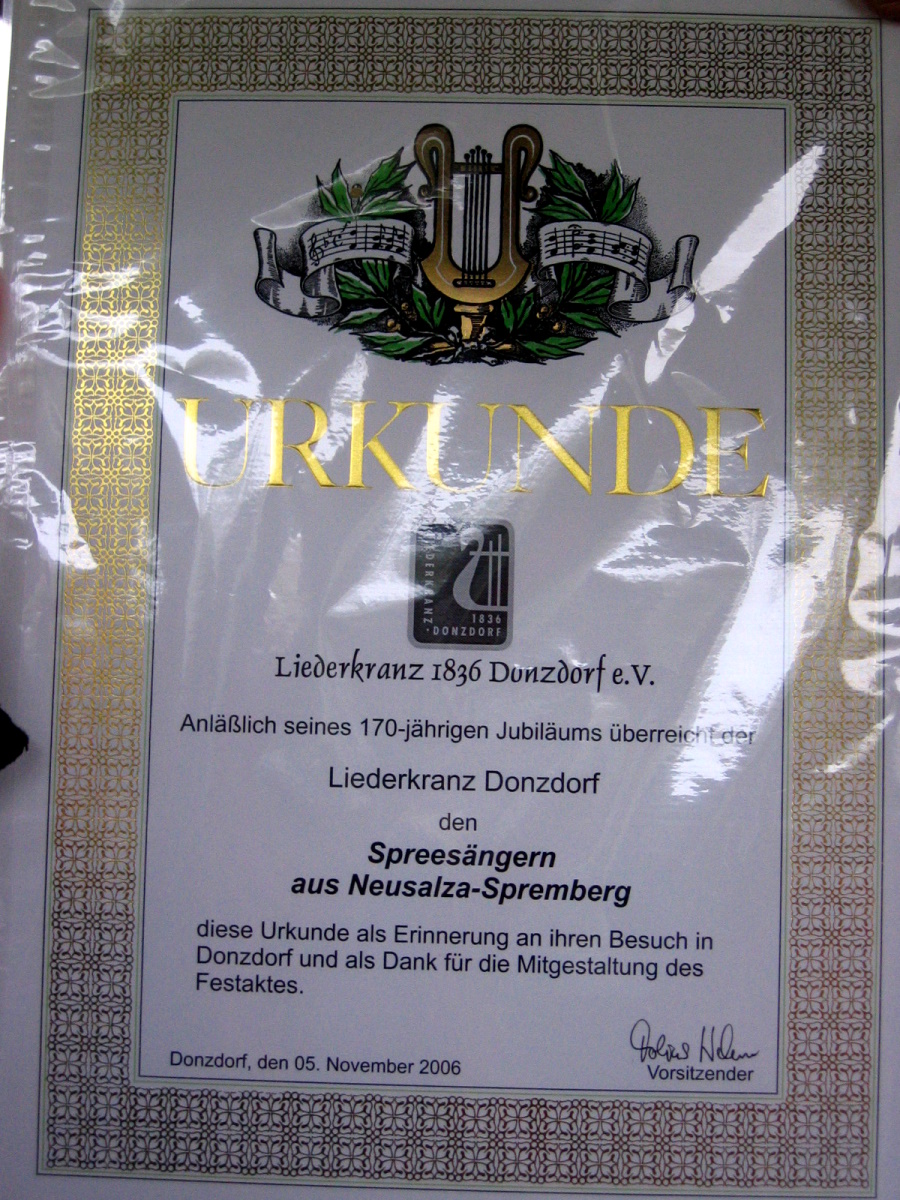 URKUNDE
LIEDERKRANZ
1836
· DONZDORF
Liederkranz 1836 Donzdorf e.V.
Anläßlich seines 170-jährigen Jubiläums überreicht der
Liederkranz Donzdorf
den
Spreesängern
aus Neusalza-Spremberg
diese Urkunde als Erinnerung an ihren Besuch in
Donzdorf und als Dank für die Mitgestaltung des
Festaktes.
Donzdorf, den 05. November 2006
Vorsitzender